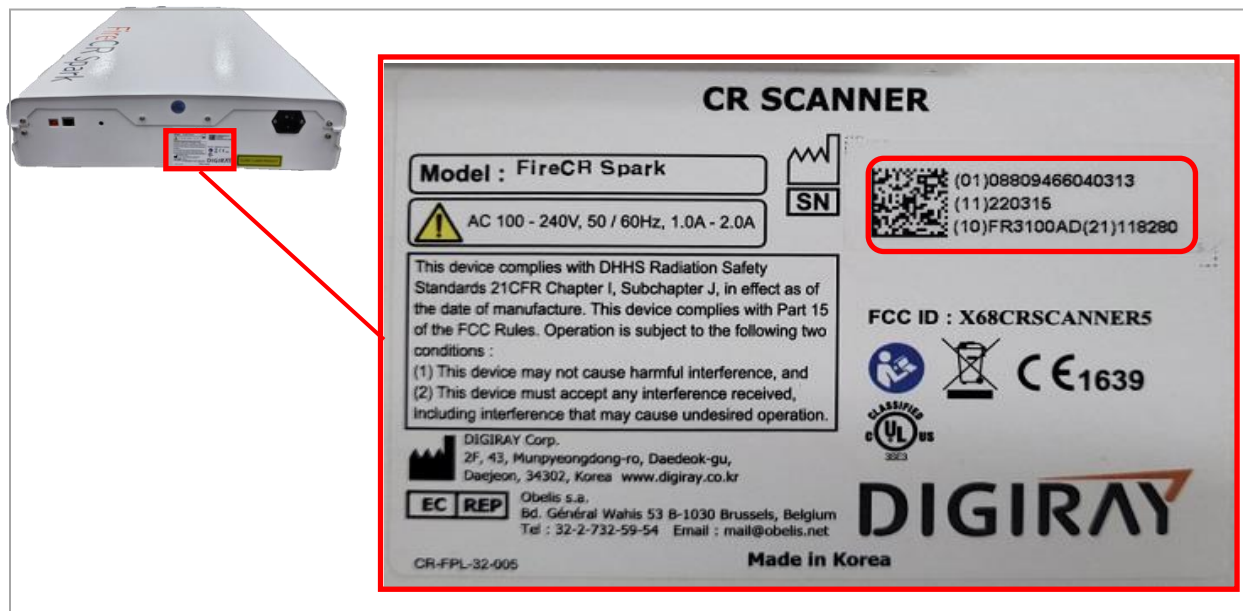 FireCR Spark
DIGIRAY
CR SCANNER
Model : FireCR Spark
SN
(01)08809466040313
(11)220315
(10)FR3100AD(21)118280
AC 100 - 240V, 50 / 60Hz, 1.0A - 2.0A
This device complies with DHHS Radiation Safety
Standards 21CFR Chapter I, Subchapter J, in effect as of
the date of manufacture. This device complies with Part 15
of the FCC Rules. Operation is subject to the following two
conditions :
(1) This device may not cause harmful interference, and
(2) This device must accept any interference received,
including interference that may cause undesired operation.
FCC ID : X68CRSCANNER5
CE1639
CLASSIFIED
C UL US
3SE3
DIGIRAY Corp.
2F, 43, Munpyeongdong-ro, Daedeok-gu,
Daejeon, 34302, Korea www.digiray.co.kr
EC REP
Obelis s.a.
Bd. Général Wahis 53 B-1030 Brussels, Belgium
Tel : 32-2-732-59-54 Email : mail@obelis.net
DIGIRAY
CR-FPL-32-005
Made in Korea